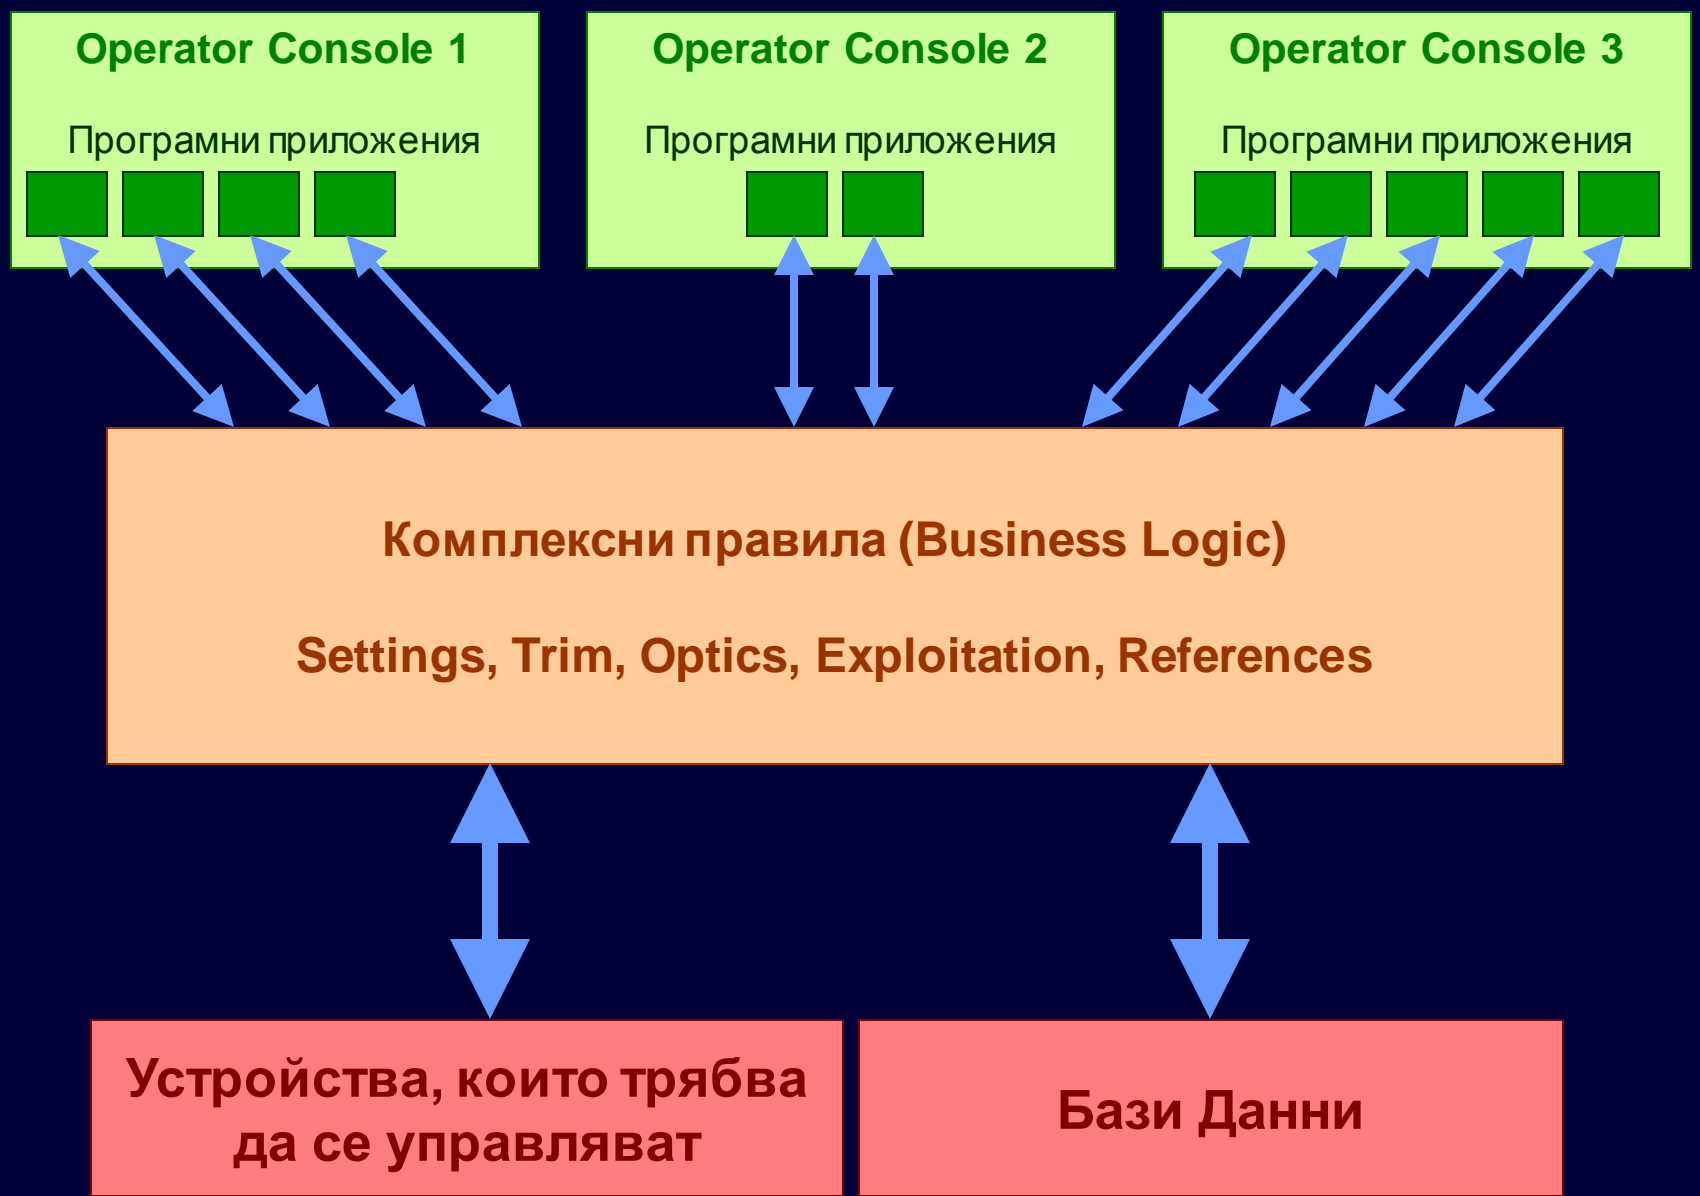 Operator Console 1
Програмни приложения
Operator Console 2
Програмни приложения
Operator Console 3
Програмни приложения
Комплексни правила (Business Logic)
Settings, Trim, Optics, Exploitation, References
Устройства, които трябва
да се управляват
Бази Данни